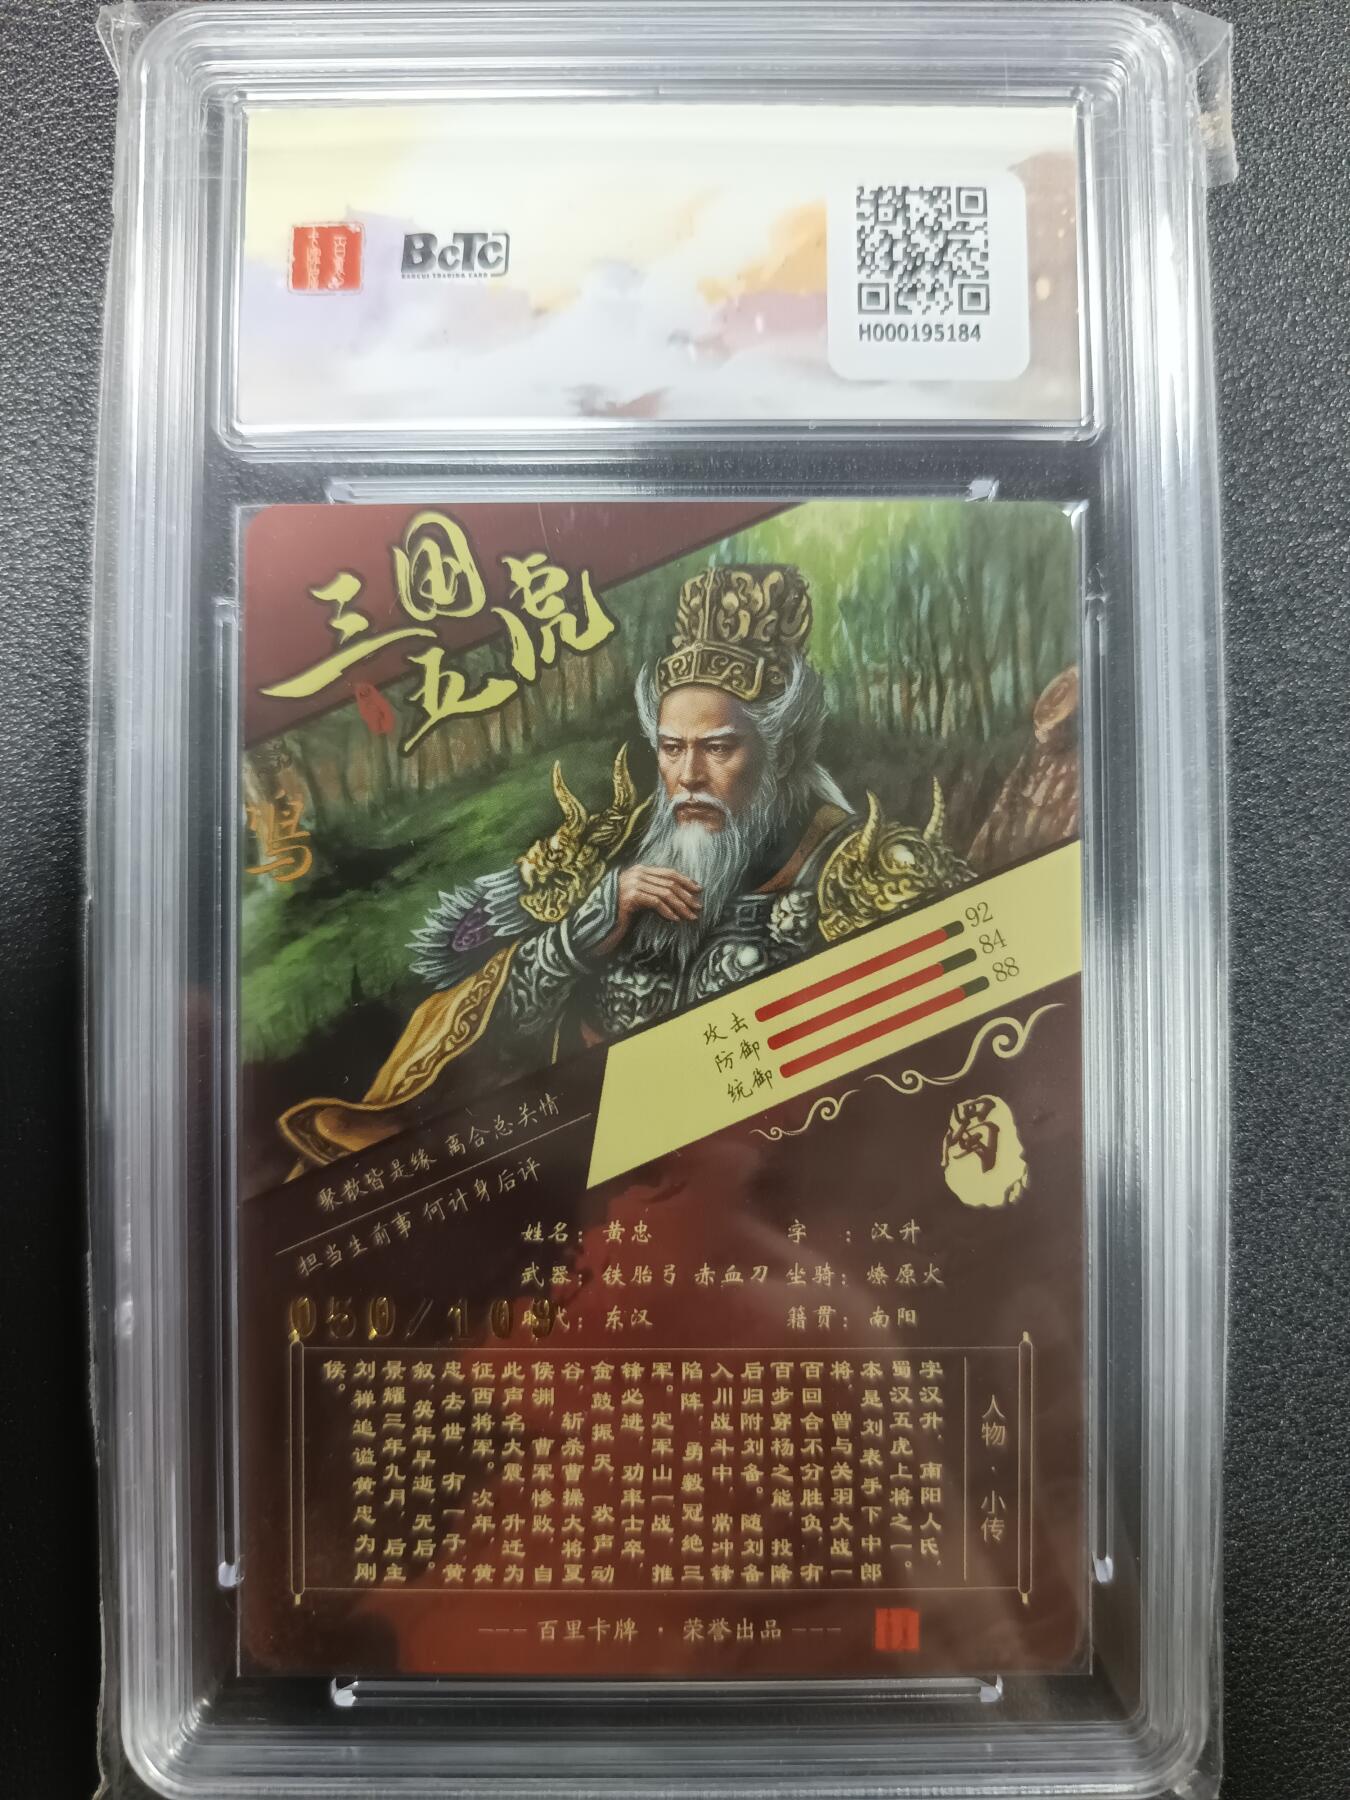 BCTC
BANCUI TRADING CARD
H000195184
三国
五虎
92
84
88
攻击
防御
统御
聚散皆是缘 离合总关情
担当生前事 何计身后评
蜀
姓名：黄忠
字：汉升
武器：铁胎弓 赤血刀
坐骑：燎原火
代：东汉
籍贯：南阳
050/109
人物·小传
字汉升，南阳人氏，
蜀汉五虎上将之一。
本是刘表手下中郎
将，曾与关羽大战一
百回合不分胜负，有
百步穿杨之能，投降
后归附刘备。随刘备
入川战斗中，常冲锋
陷阵，勇毅冠绝三
军。定军山一战，推
锋必进，劝率士卒，
金鼓振天，欢声动
谷，斩杀曹操大将夏
侯渊，曹军惨败，自
此声名大震，升迁为
征西将军。次年，黄
忠去世，有一子黄
叙，英年早逝，无后。
景耀三年九月，后主
刘禅追谥黄忠为刚
侯。
---百里卡牌·荣誉出品---